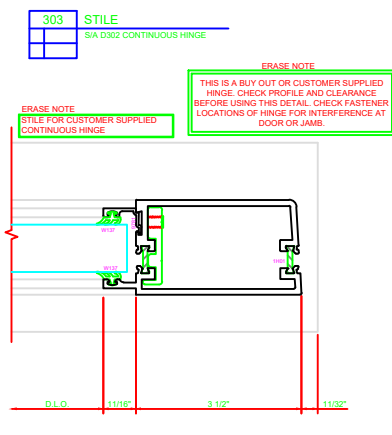 303 STILE
S/A D302 CONTINUOUS HINGE
ERASE NOTE
THIS IS A BUY OUT OR CUSTOMER SUPPLIED
HINGE. CHECK PROFILE AND CLEARANCE
BEFORE USING THIS DETAIL. CHECK FASTENER
LOCATIONS OF HINGE FOR INTERFERENCE AT
DOOR OR JAMB.
ERASE NOTE
STILE FOR CUSTOMER SUPPLIED
CONTINUOUS HINGE
W137
W137
D.L.O.
11/16"
3 1/2"
11/32"